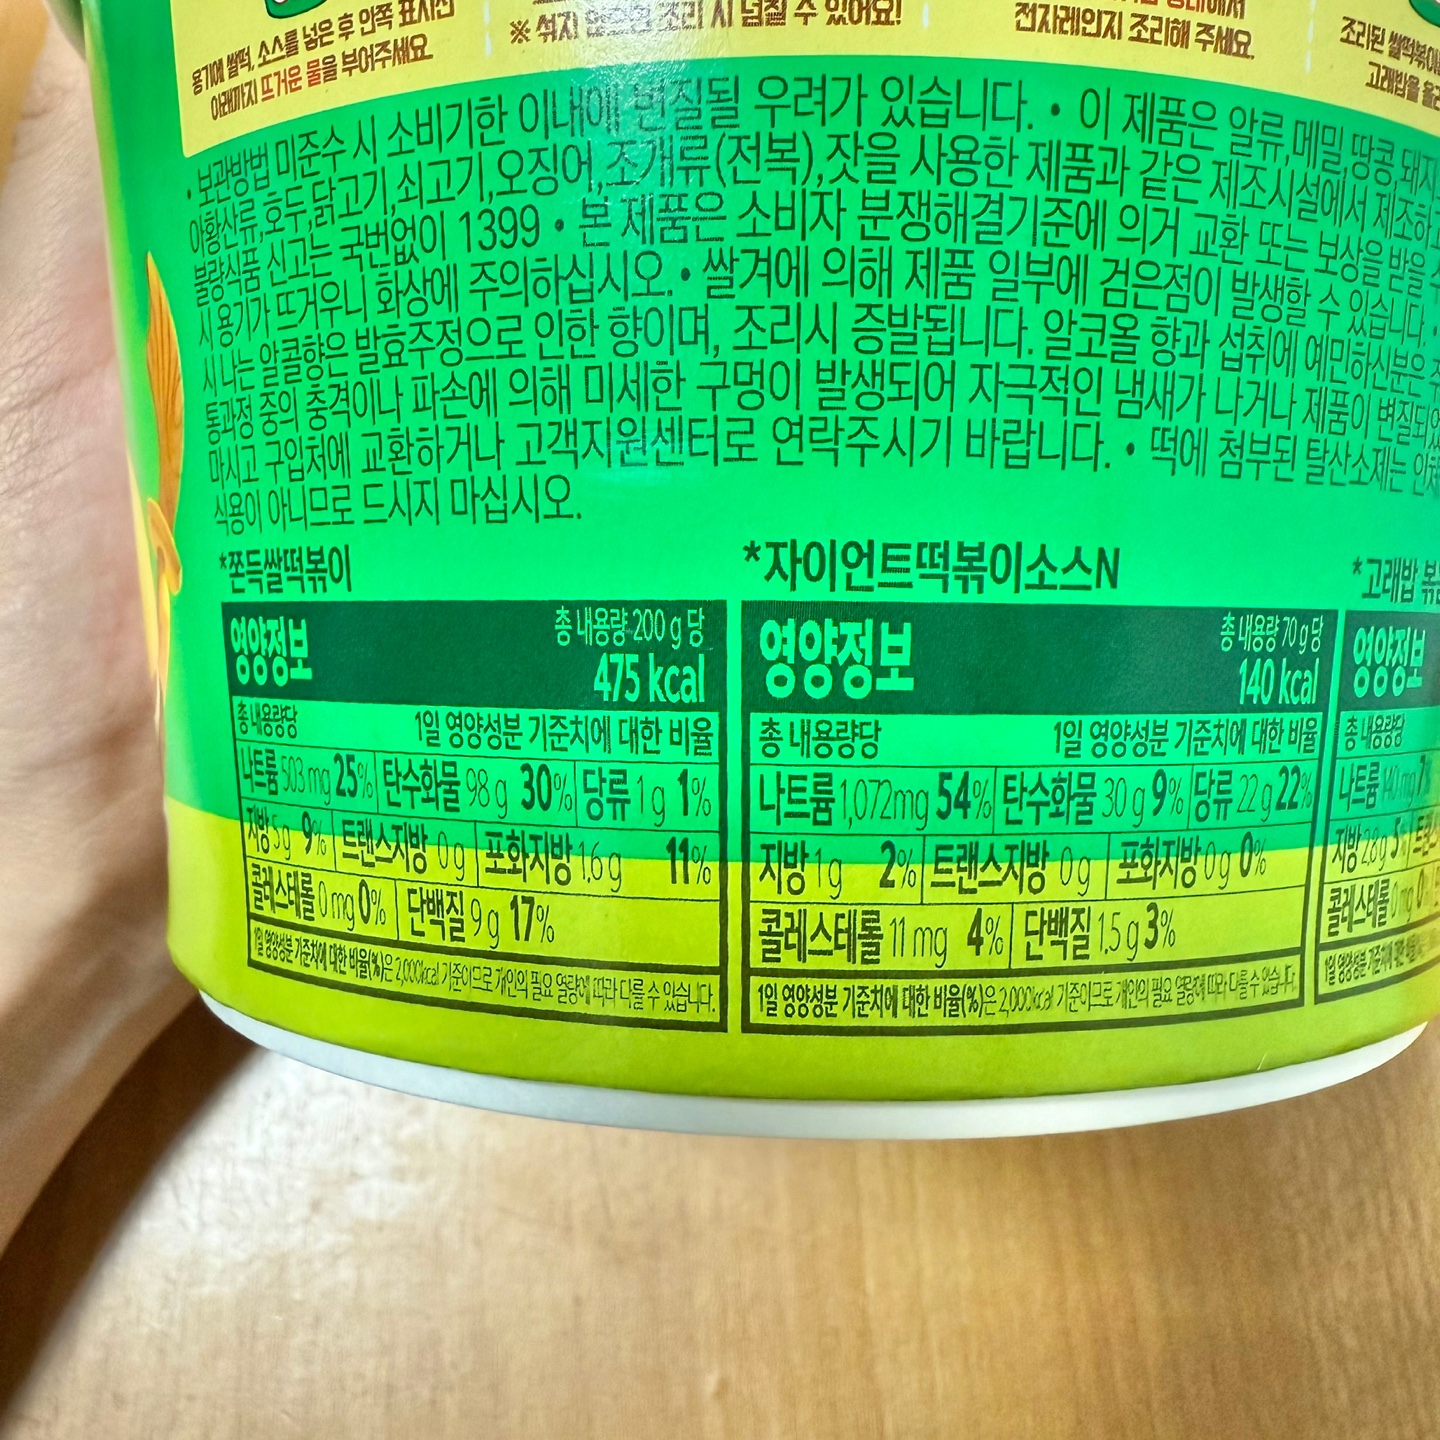 용기에 쌀떡, 소스를 넣은 후 안쪽 표시선
아래까지 뜨거운 물을 부어주세요.
※ 섞지 않으면 조리 시 넘칠 수 있어요!
전자레인지 조리해 주세요.
조리된 쌀떡볶이
고래밥을 올
• 보관방법 미준수 시 소비기한 이내에 변질될 우려가 있습니다. • 이 제품은 알류,메밀,땅콩,돼지
아황산류,호두,닭고기,쇠고기,오징어,조개류(전복),잣을 사용한 제품과 같은 제조시설에서 제조하고
불량식품 신고는 국번없이 1399 • 본 제품은 소비자 분쟁해결기준에 의거 교환 또는 보상을 받을
시 용기가 뜨거우니 화상에 주의하십시오. • 쌀겨에 의해 제품 일부에 검은점이 발생할 수 있습니다. •
시 나는 알콜향은 발효주정으로 인한 향이며, 조리시 증발됩니다. 알코올 향과 섭취에 예민하신분은
통과정 중의 충격이나 파손에 의해 미세한 구멍이 발생되어 자극적인 냄새가 나거나 제품이 변질되었
마시고 구입처에 교환하거나 고객지원센터로 연락주시기 바랍니다. • 떡에 첨부된 탈산소제는 인체
식용이 아니므로 드시지 마십시오.
*쫀득쌀떡볶이
영양정보 총 내용량 200 g 당
475 kcal
총 내용량당 1일 영양성분 기준치에 대한 비율
나트륨 503 mg 25% 탄수화물 98 g 30% 당류 1 g 1%
지방 5 g 9% 트랜스지방 0 g 포화지방 1.6 g 11%
콜레스테롤 0 mg 0% 단백질 9 g 17%
1일 영양성분 기준치에 대한 비율(%)은 2,000kcal 기준이므로 개인의 필요 열량에 따라 다를 수 있습니다.
*자이언트떡볶이소스N
영양정보 총 내용량 70 g 당
140 kcal
총 내용량당 1일 영양성분 기준치에 대한 비율
나트륨 1,072mg 54% 탄수화물 30 g 9% 당류 22 g 22%
지방 1 g 2% 트랜스지방 0 g 포화지방 0 g 0%
콜레스테롤 11 mg 4% 단백질 1.5 g 3%
1일 영양성분 기준치에 대한 비율(%)은 2,000kcal 기준이므로 개인의 필요 열량에 따라 다를 수 있습니다.
*고래밥 볶
영양정보
총 내용량당
나트륨 140 mg 7%
지방 2.8 g 5%
콜레스테롤 0 mg
1일 영양성분 기준치에 대한